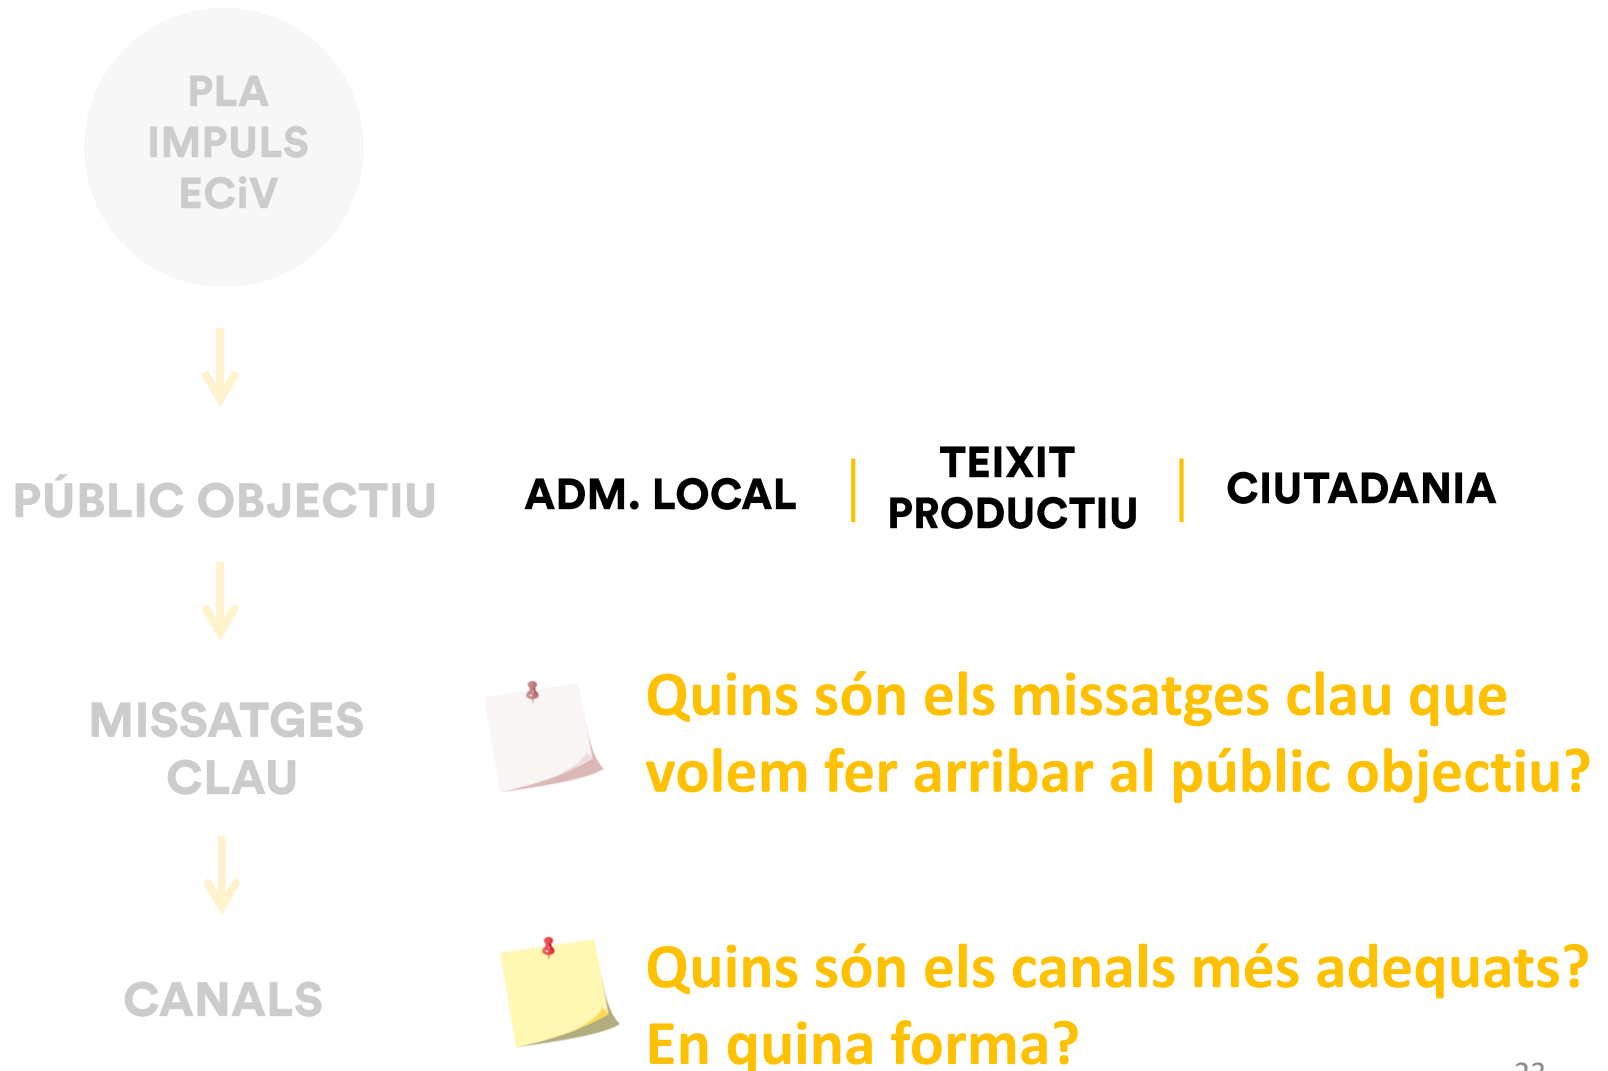 PLA
IMPULS
ECiV
PÚBLIC OBJECTIU
ADM. LOCAL
TEIXIT
PRODUCTIU
CIUTADANIA
MISSATGES
CLAU
Quins són els missatges clau que
volem fer arribar al públic objectiu?
CANALS
Quins són els canals més adequats?
En quina forma?